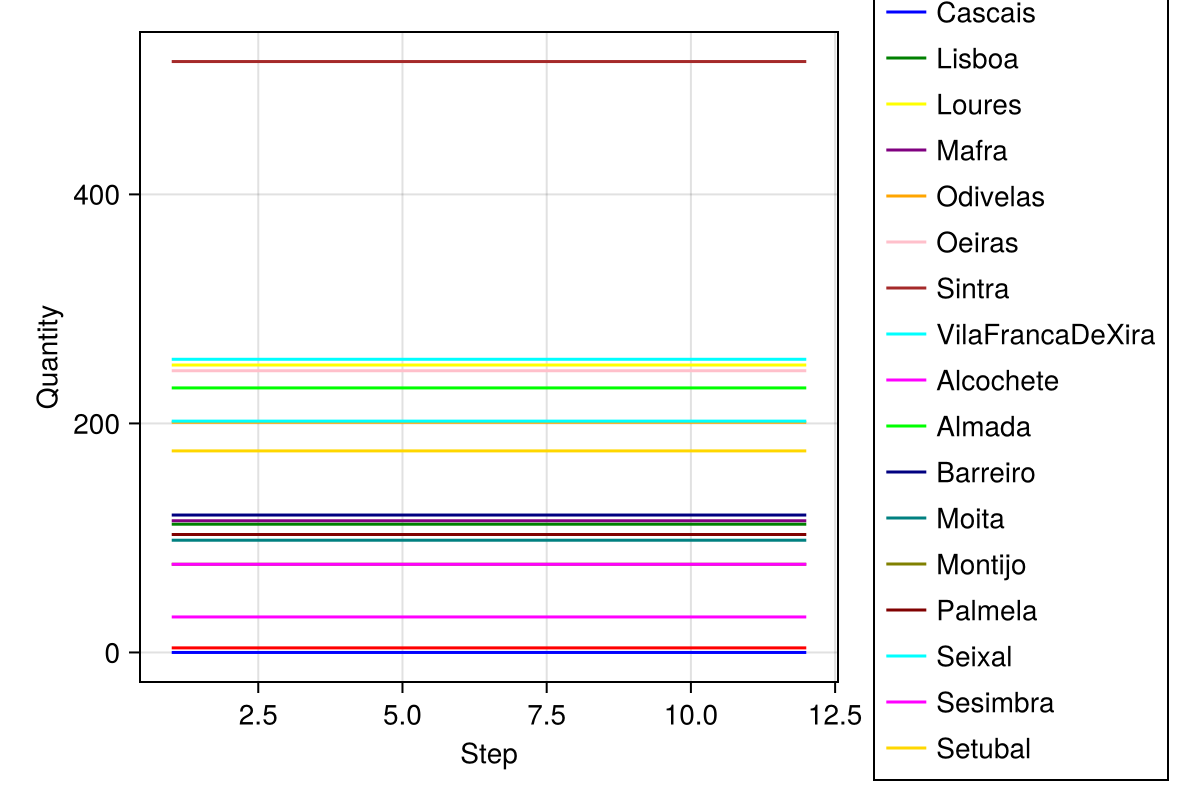 Cascais
Lisboa
Loures
Mafra
Odivelas
Oeiras
Sintra
VilaFrancaDeXira
Alcochete
Almada
Barreiro
Moita
Montijo
Palmela
Seixal
Sesimbra
Setubal
400
200
0
Quantity
2.5 5.0 7.5 10.0 12.5
Step